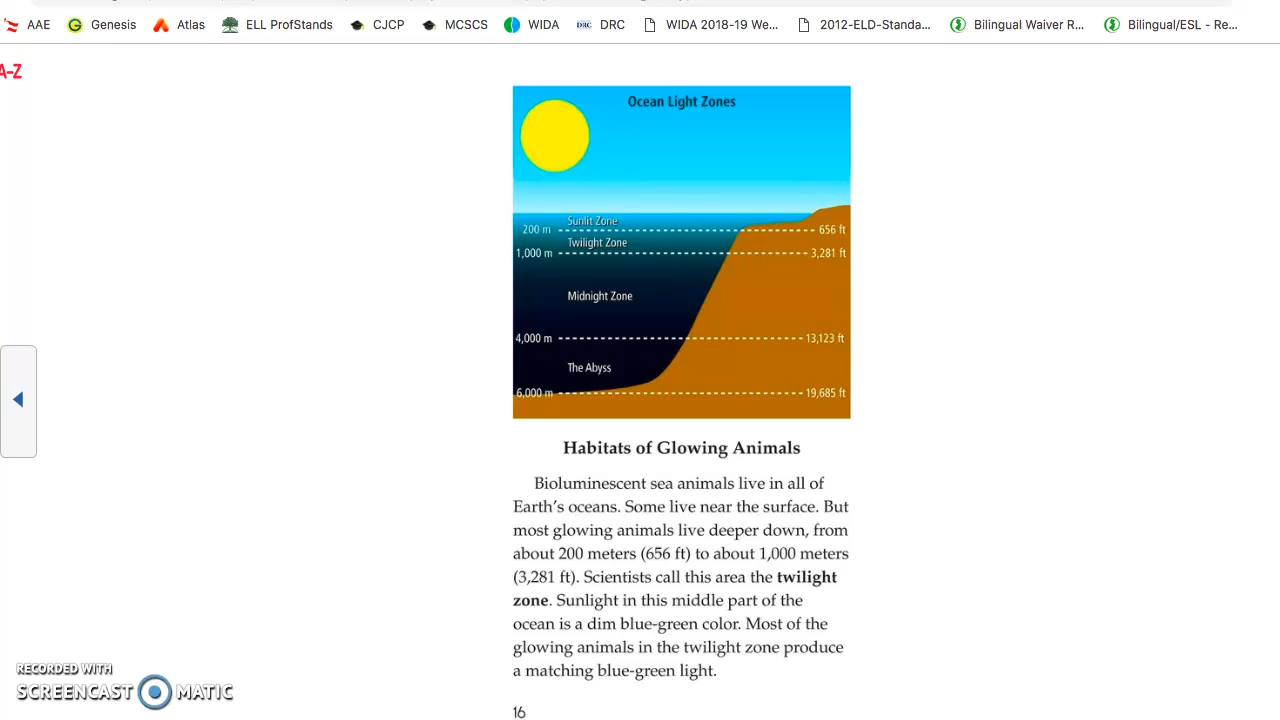 AAE Genesis Atlas ELL ProfStands CJCP MCSCS WIDA DRC DRC WIDA 2018-19 We... 2012-ELD-Standa... Bilingual Waiver R... Bilingual/ESL - Re...
A-Z
Ocean Light Zones
Sunlit Zone
200 m 656 ft
Twilight Zone
1,000 m 3,281 ft
Midnight Zone
4,000 m 13,123 ft
The Abyss
6,000 m 19,685 ft
Habitats of Glowing Animals
Bioluminescent sea animals live in all of
Earth's oceans. Some live near the surface. But
most glowing animals live deeper down, from
about 200 meters (656 ft) to about 1,000 meters
(3,281 ft). Scientists call this area the twilight
zone. Sunlight in this middle part of the
ocean is a dim blue-green color. Most of the
glowing animals in the twilight zone produce
a matching blue-green light.
16
RECORDED WITH
SCREENCAST MATIC